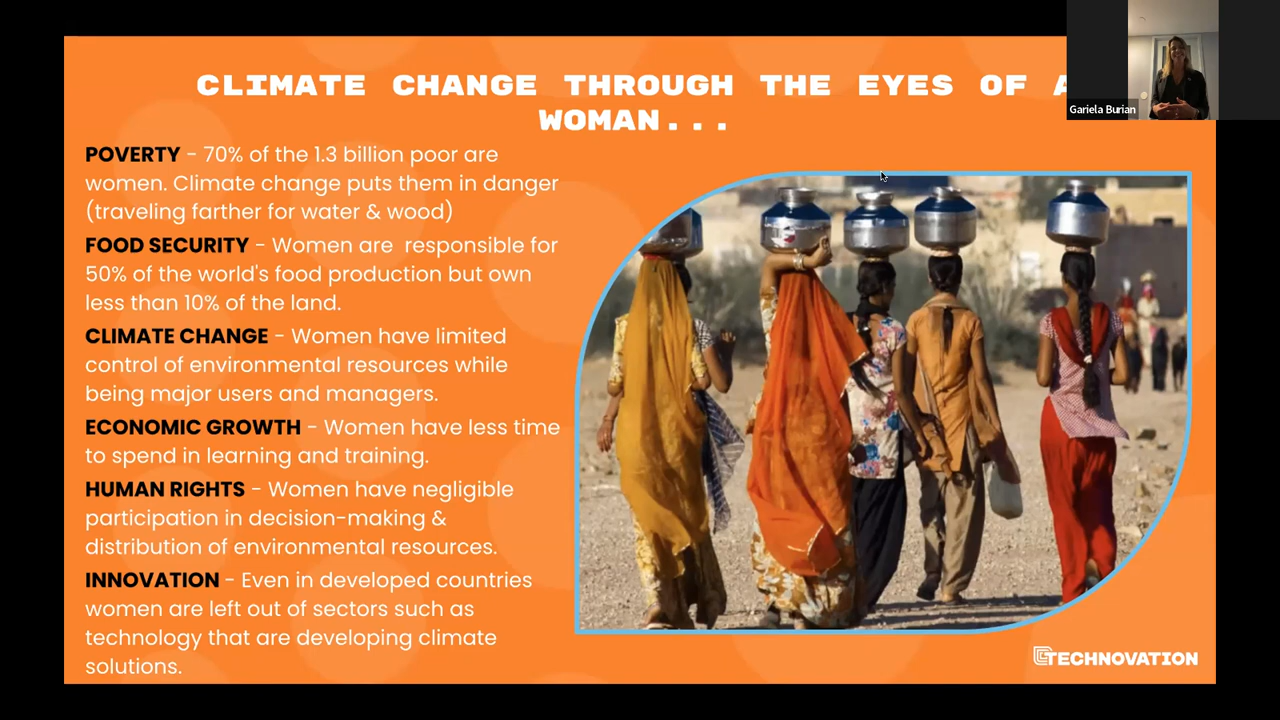 CLIMATE CHANGE THROUGH THE EYES OF A
WOMAN...
Gariela Burian
POVERTY - 70% of the 1.3 billion poor are
women. Climate change puts them in danger
(traveling farther for water & wood)
FOOD SECURITY - Women are  responsible for
50% of the world's food production but own
less than 10% of the land.
CLIMATE CHANGE - Women have limited
control of environmental resources while
being major users and managers.
ECONOMIC GROWTH - Women have less time
to spend in learning and training.
HUMAN RIGHTS - Women have negligible
participation in decision-making &
distribution of environmental resources.
INNOVATION - Even in developed countries
women are left out of sectors such as
technology that are developing climate
solutions.
TECHNOVATION